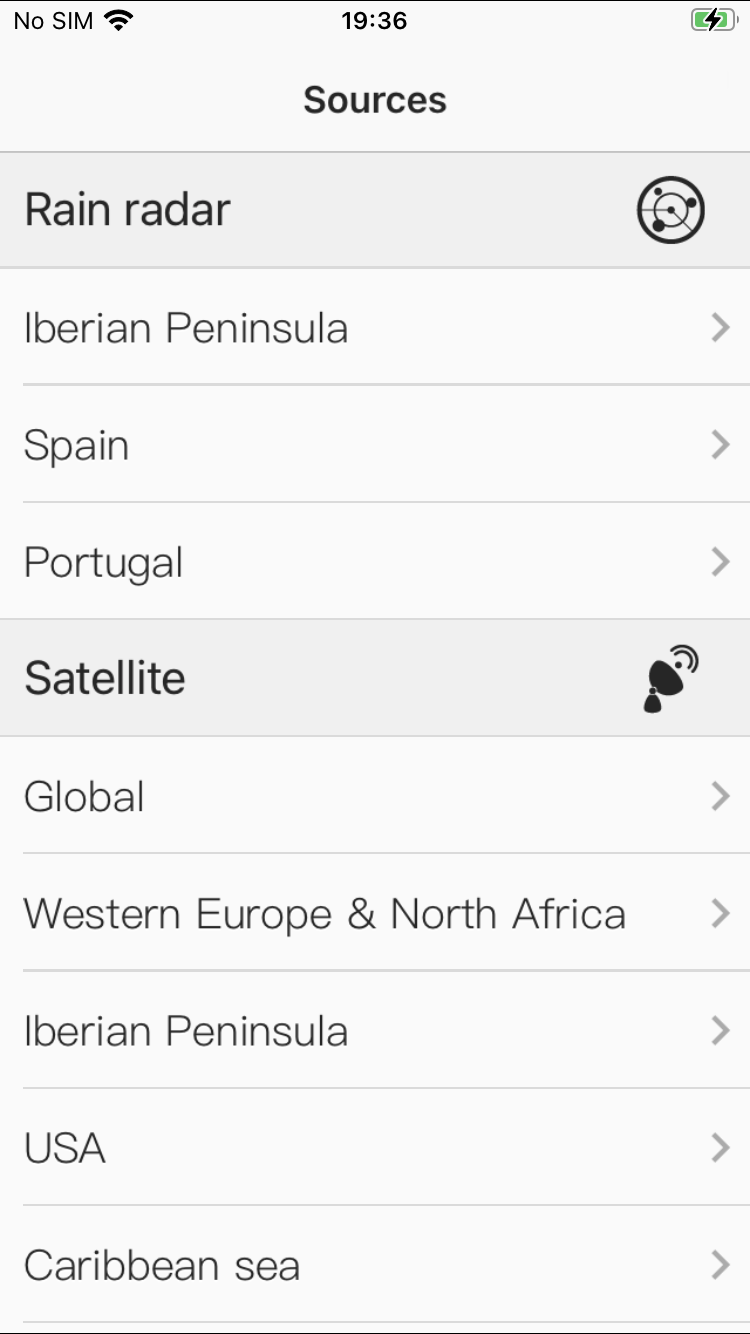 No SIM 19:36
Sources
Rain radar
Iberian Peninsula
Spain
Portugal
Satellite
Global
Western Europe & North Africa
Iberian Peninsula
USA
Caribbean sea